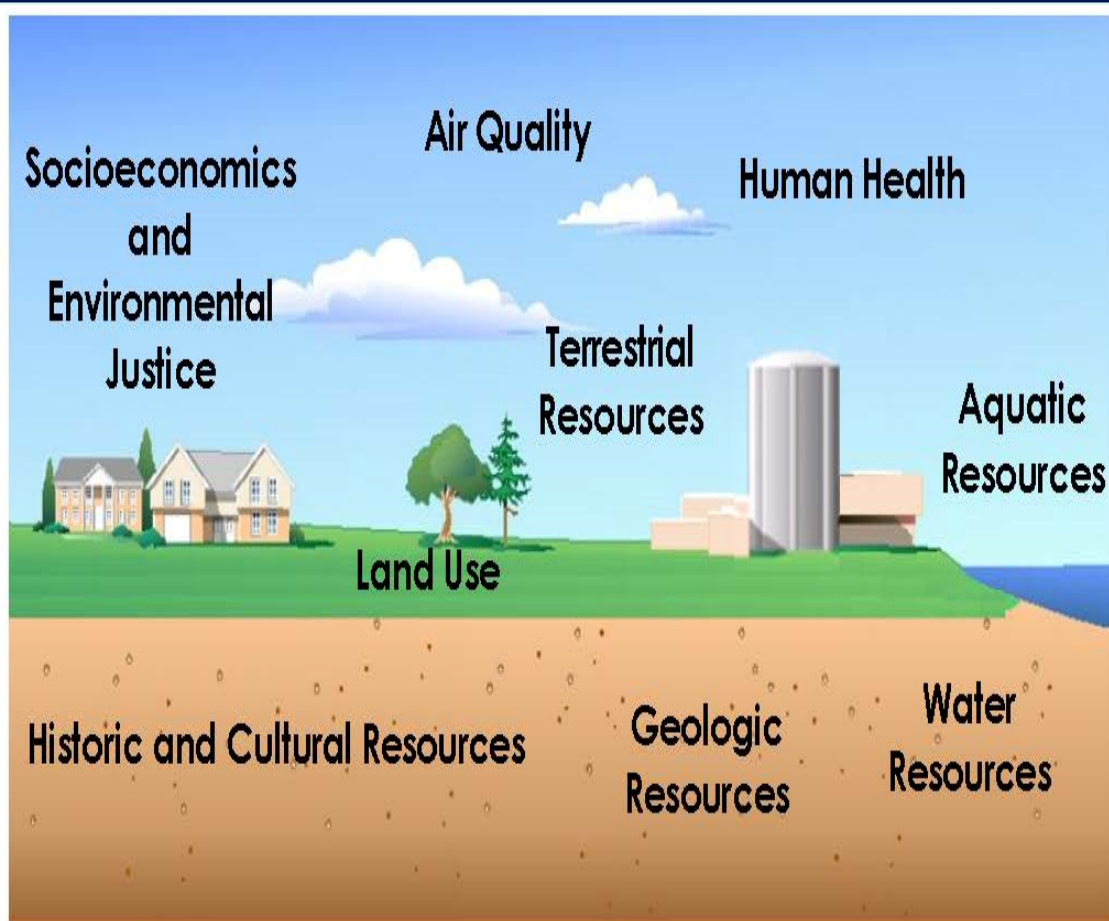 Air Quality
Socioeconomics
and
Environmental
Justice
Human Health
Terrestrial
Resources
Aquatic
Resources
Land Use
Historic and Cultural Resources
Geologic
Resources
Water
Resources